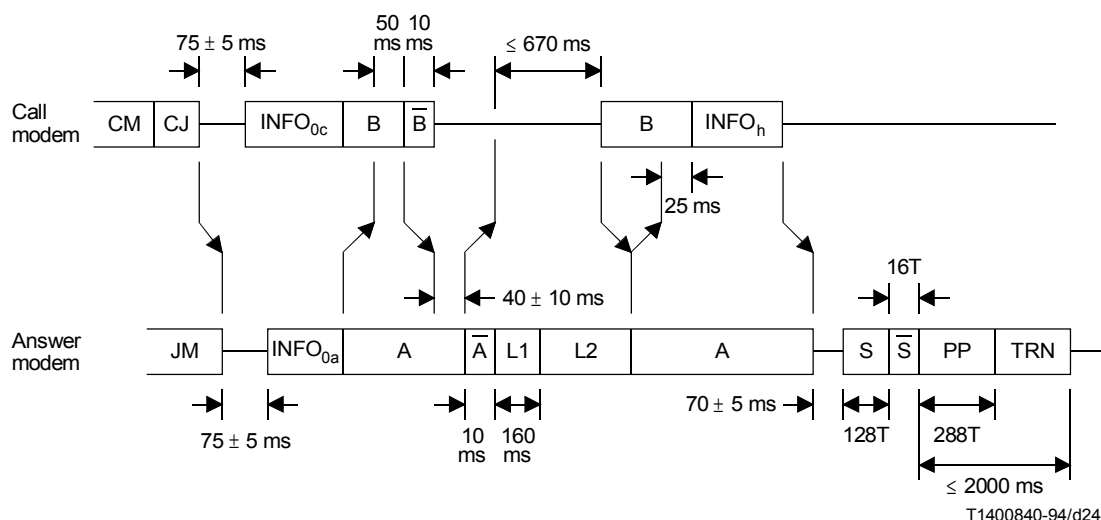 50 10
ms ms
75 ± 5 ms
≤ 670 ms
Call
modem
CM
CJ
INFO0c
B
B̅
B
INFOh
25 ms
16T
40 ± 10 ms
Answer
modem
JM
INFO0a
A
A̅
L1
L2
A
S
S̅
PP
TRN
75 ± 5 ms
10
ms
160
ms
70 ± 5 ms
128T
288T
≤ 2000 ms
T1400840-94/d24